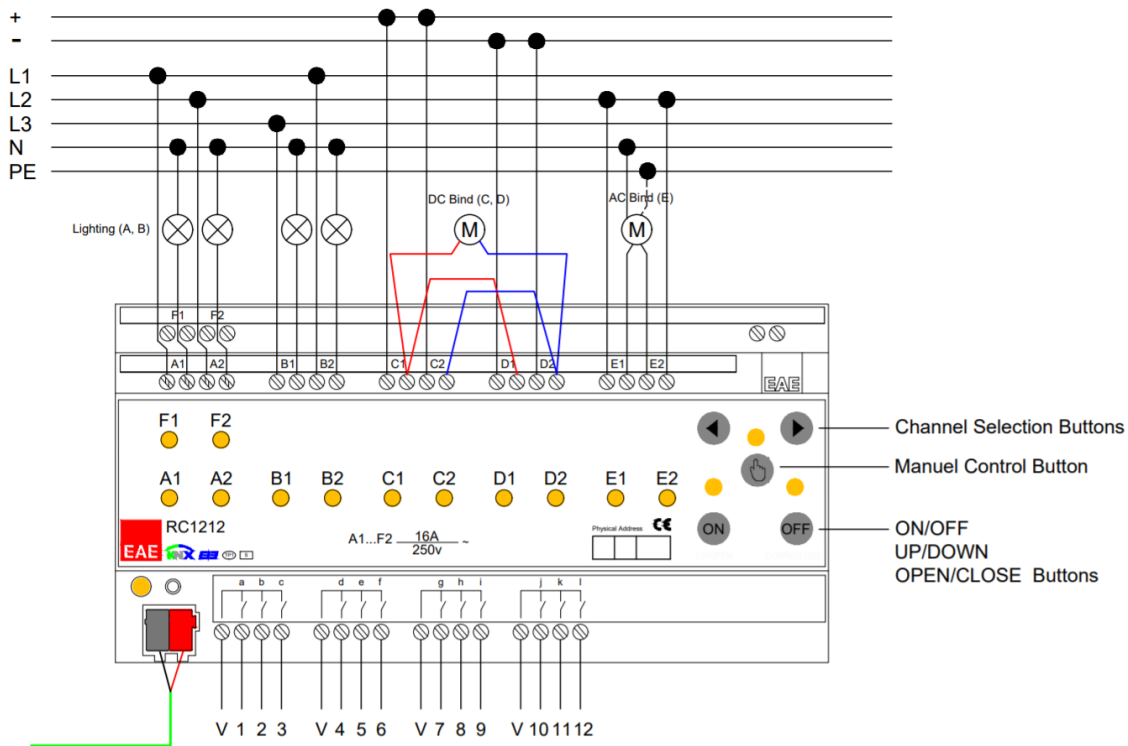 +
-
L1
L2
L3
N
PE
DC Bind (C, D)
AC Bind (E)
Lighting (A, B)
M
M
F1 F2
A1 A2 B1 B2 C1 C2 D1 D2 E1 E2
EAE
F1 F2
Channel Selection Buttons
Manuel Control Button
A1 A2 B1 B2 C1 C2 D1 D2 E1 E2
RC1212
EAE KNX
A1...F2 16A ~
250v
Physical Address CE
ON OFF
ON/OFF
UP/DOWN
OPEN/CLOSE Buttons
a b c d e f g h i j k l
V 1 2 3 V 4 5 6 V 7 8 9 V 10 11 12